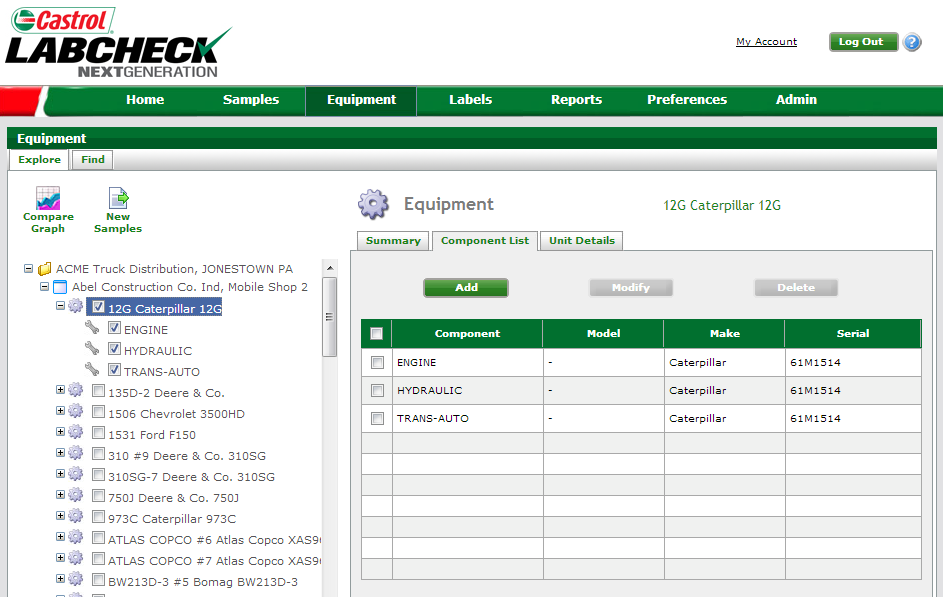 Castrol
LABCHECK
NEXTGENERATION
My Account
Log Out
?
Home Samples Equipment Labels Reports Preferences Admin
Equipment
Explore Find
Compare Graph
New Samples
ACME Truck Distribution, JONESTOWN PA
Abel Construction Co. Ind, Mobile Shop 2
12G Caterpillar 12G
ENGINE
HYDRAULIC
TRANS-AUTO
135D-2 Deere & Co.
1506 Chevrolet 3500HD
1531 Ford F150
310 #9 Deere & Co. 310SG
310SG-7 Deere & Co. 310SG
750J Deere & Co. 750J
973C Caterpillar 973C
ATLAS COPCO #6 Atlas Copco XAS9
ATLAS COPCO #7 Atlas Copco XAS9
BW213D-3 #5 Bomag BW213D-3
Equipment
12G Caterpillar 12G
Summary Component List Unit Details
Add Modify Delete
Component Model Make Serial
ENGINE - Caterpillar 61M1514
HYDRAULIC - Caterpillar 61M1514
TRANS-AUTO - Caterpillar 61M1514